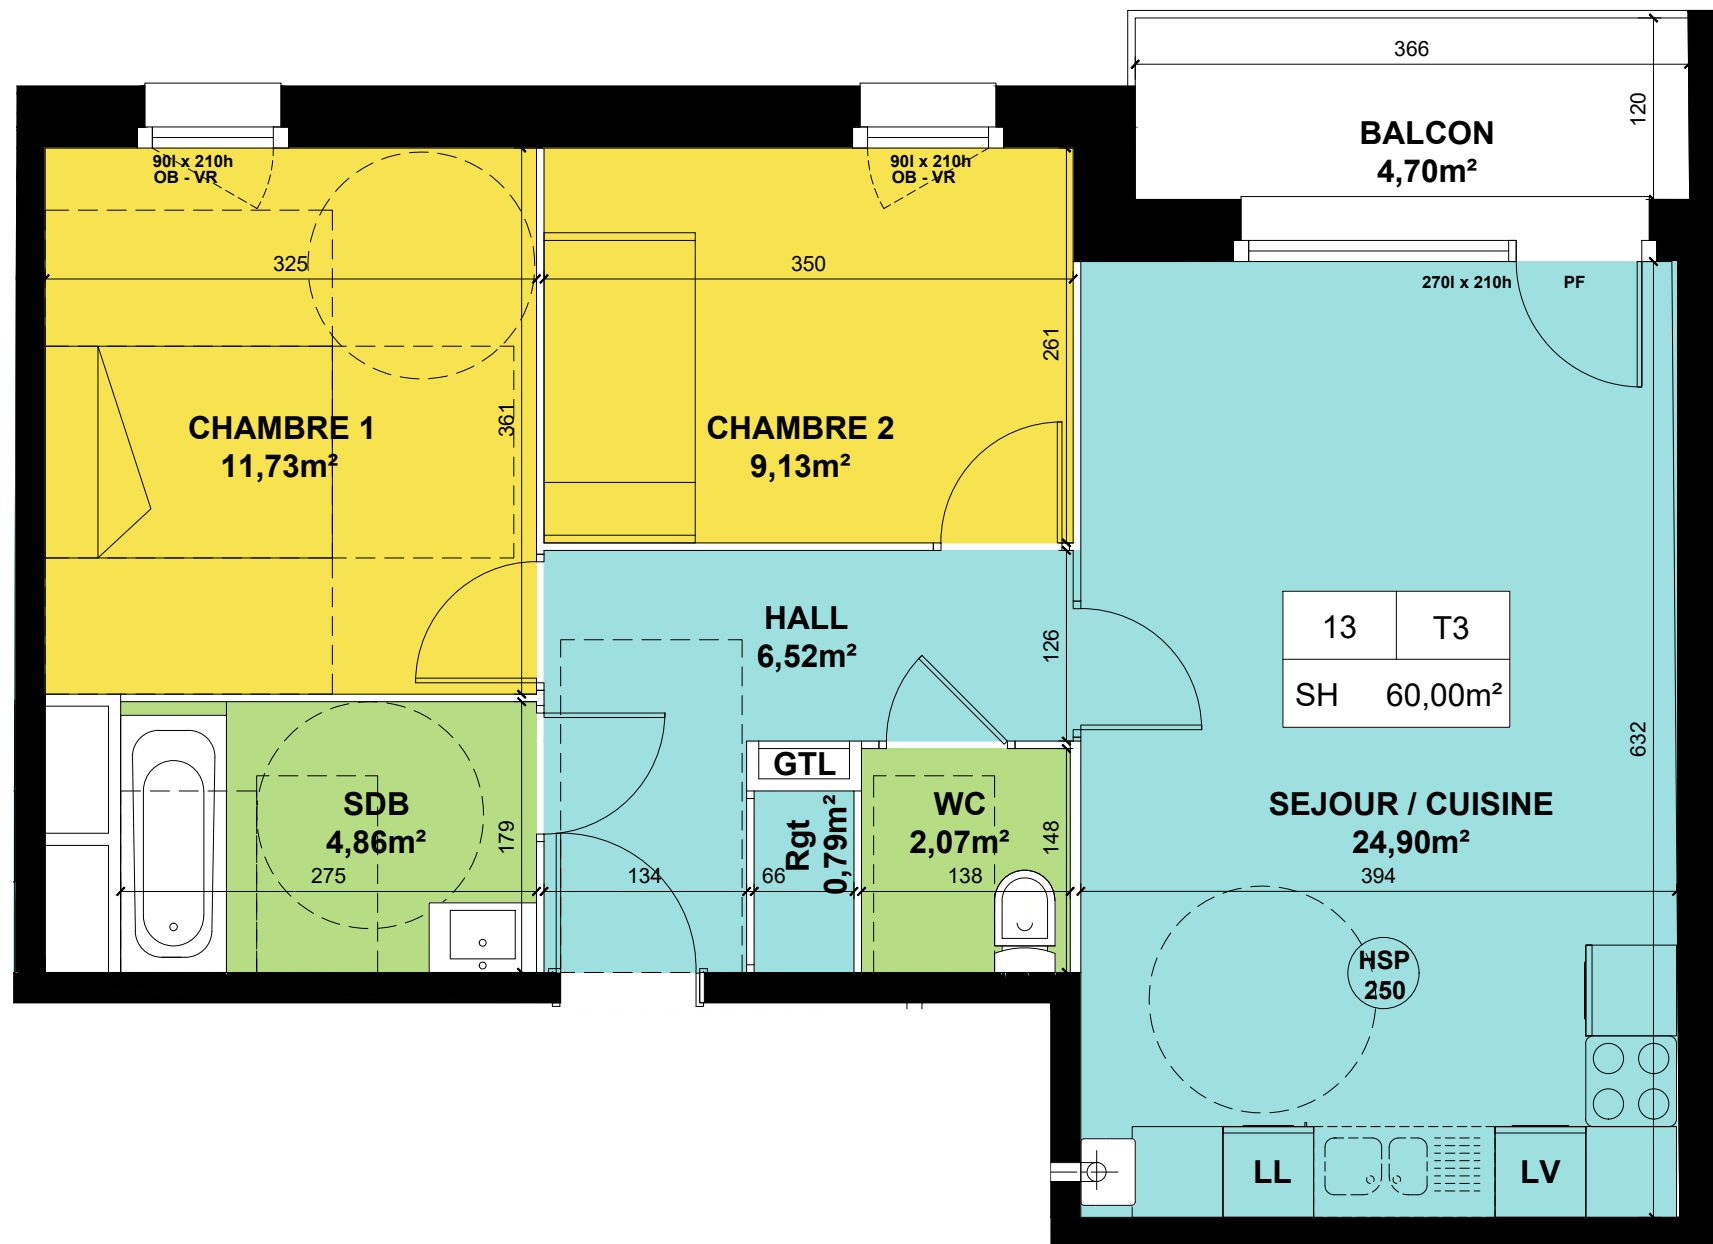 366
120
BALCON
4,70m²
90l x 210h
OB - VR
90l x 210h
OB - VR
325
350
270l x 210h
PF
261
361
CHAMBRE 1
11,73m²
CHAMBRE 2
9,13m²
HALL
6,52m²
126
13
T3
SH 60,00m²
632
GTL
SDB
4,86m²
179
Rgt
0,79m²
WC
2,07m²
148
SEJOUR / CUISINE
24,90m²
275
134
66
138
394
HSP
250
LL
LV